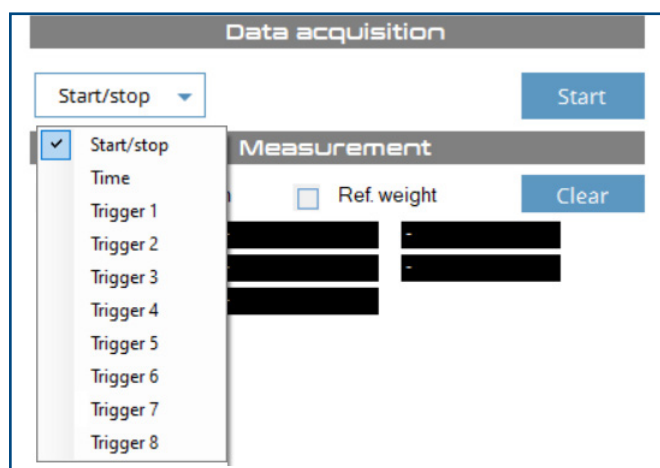 Data acquisition
Start/stop
Start
Start/stop
Measurement
Time
Ref. weight
Clear
Trigger 1
Trigger 2
-
Trigger 3
-
Trigger 4
Trigger 5
Trigger 6
Trigger 7
Trigger 8